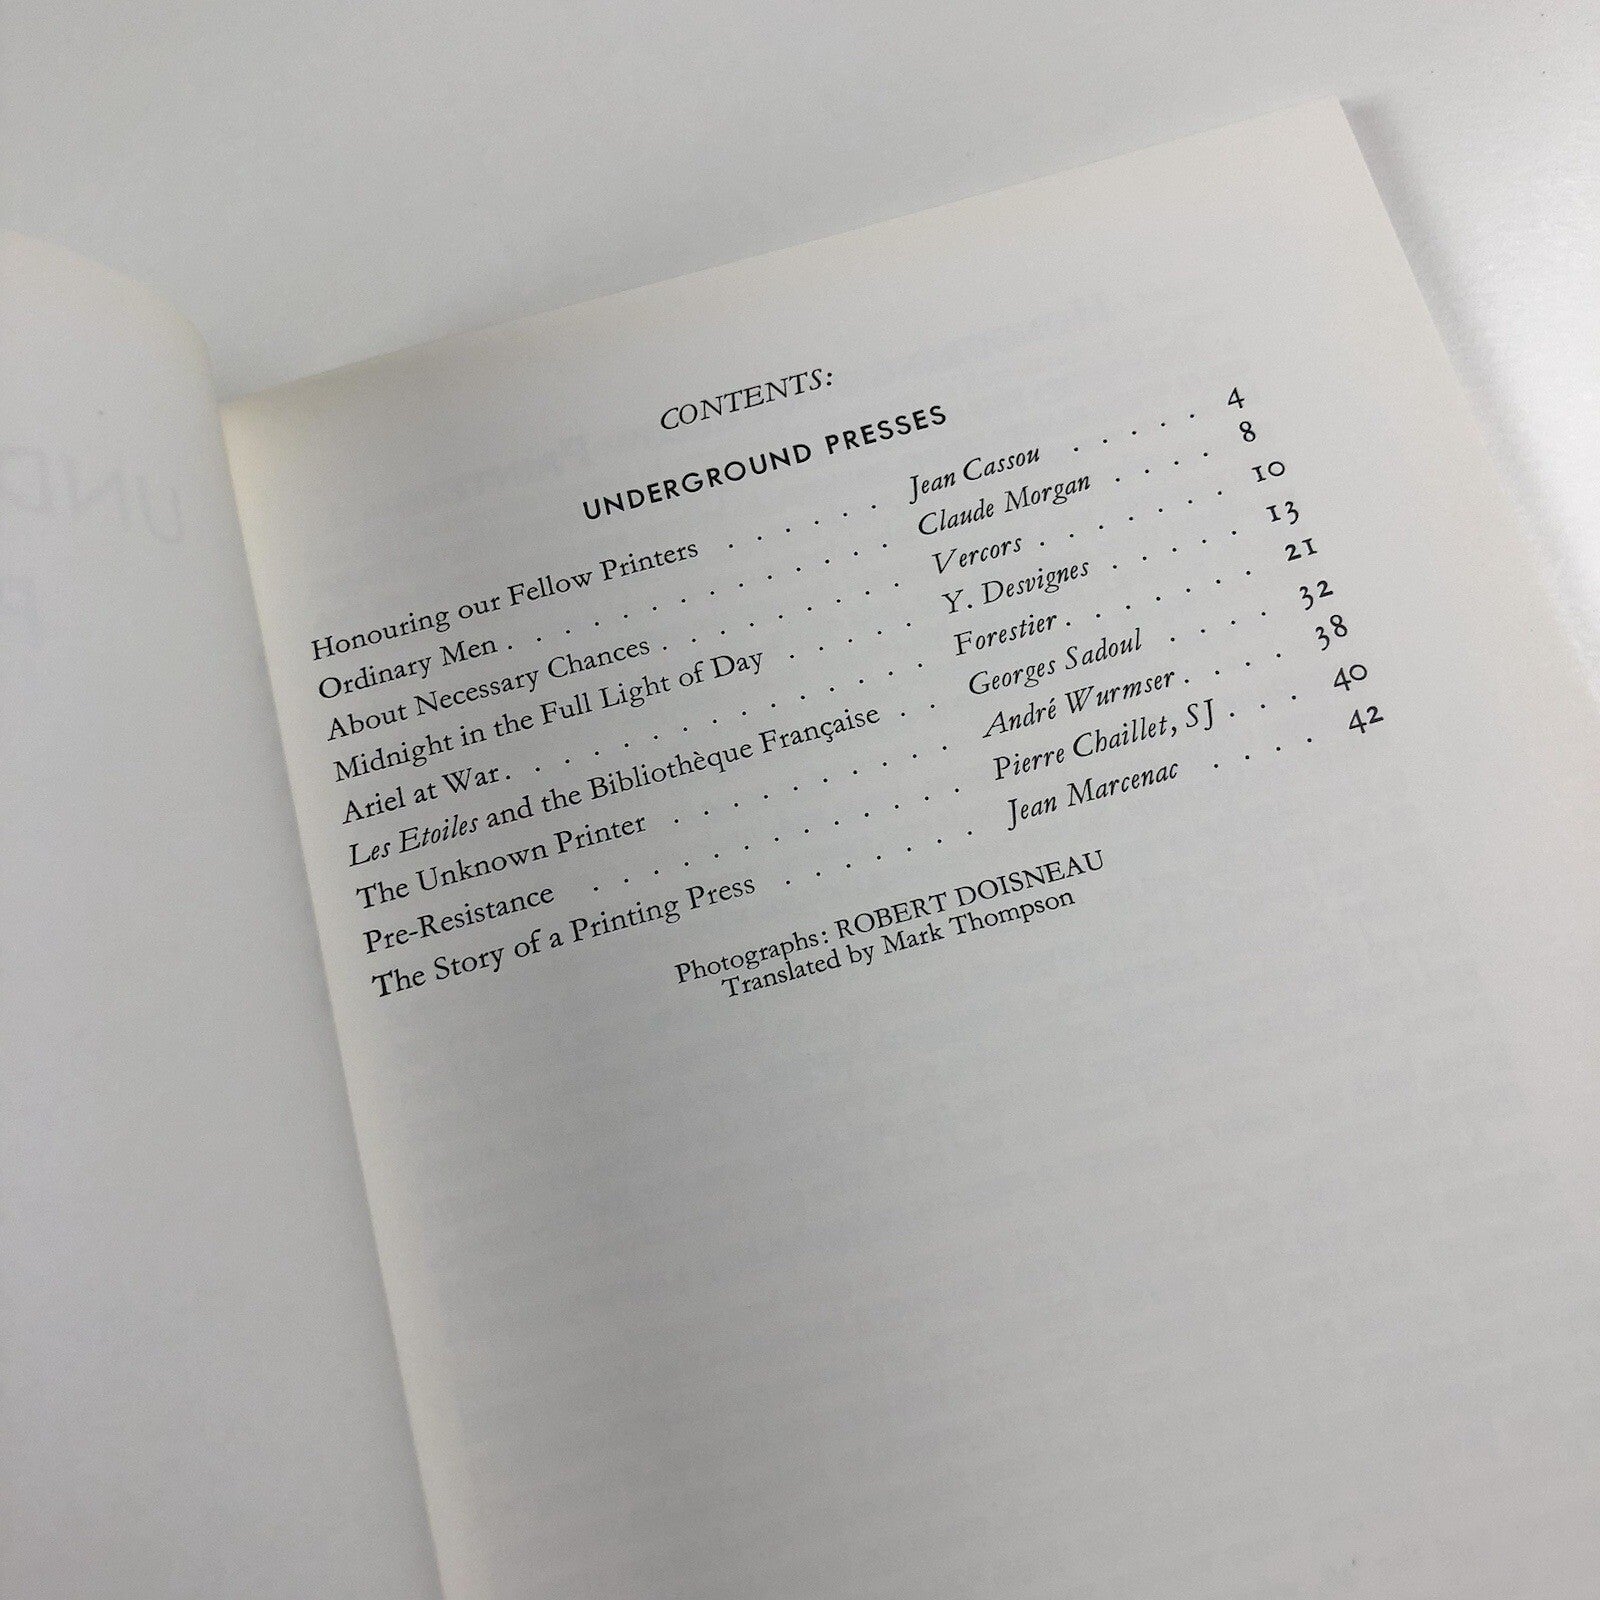 CONTENTS:
UNDERGROUND PRESSES
Honouring our Fellow Printers . . . . . . Jean Cassou . . . . . 4
Ordinary Men . . . . . . . . . . . . . Claude Morgan . . . . 8
About Necessary Chances . . . . . . . . . Vercors . . . . . . . 10
Midnight in the Full Light of Day . . . . . Y. Desvignes . . . . . 13
Ariel at War . . . . . . . . . . . . . . Forestier . . . . . . . 21
Les Etoiles and the Bibliothèque Française . . Georges Sadoul . . . . 32
The Unknown Printer . . . . . . . . . . André Wurmser . . . . 38
Pre-Resistance . . . . . . . . . . . . . Pierre Chaillet, SJ . . . 40
The Story of a Printing Press . . . . . . . Jean Marcenac . . . . 42
Photographs: ROBERT DOISNEAU
Translated by Mark Thompson